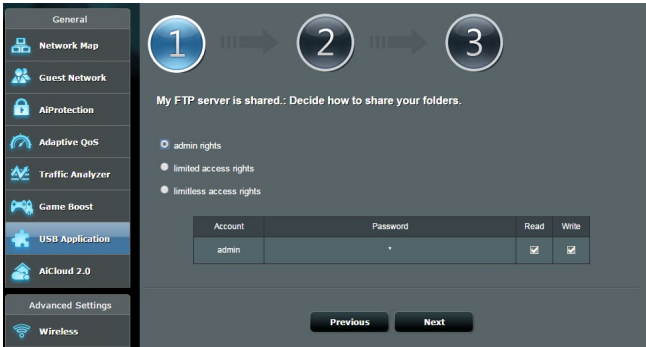 General
Network Map
Guest Network
AiProtection
Adaptive QoS
Traffic Analyzer
Game Boost
USB Application
AiCloud 2.0
Advanced Settings
Wireless
1 2 3
My FTP server is shared.: Decide how to share your folders.
admin rights
limited access rights
limitless access rights
Account Password Read Write
admin *
Previous Next